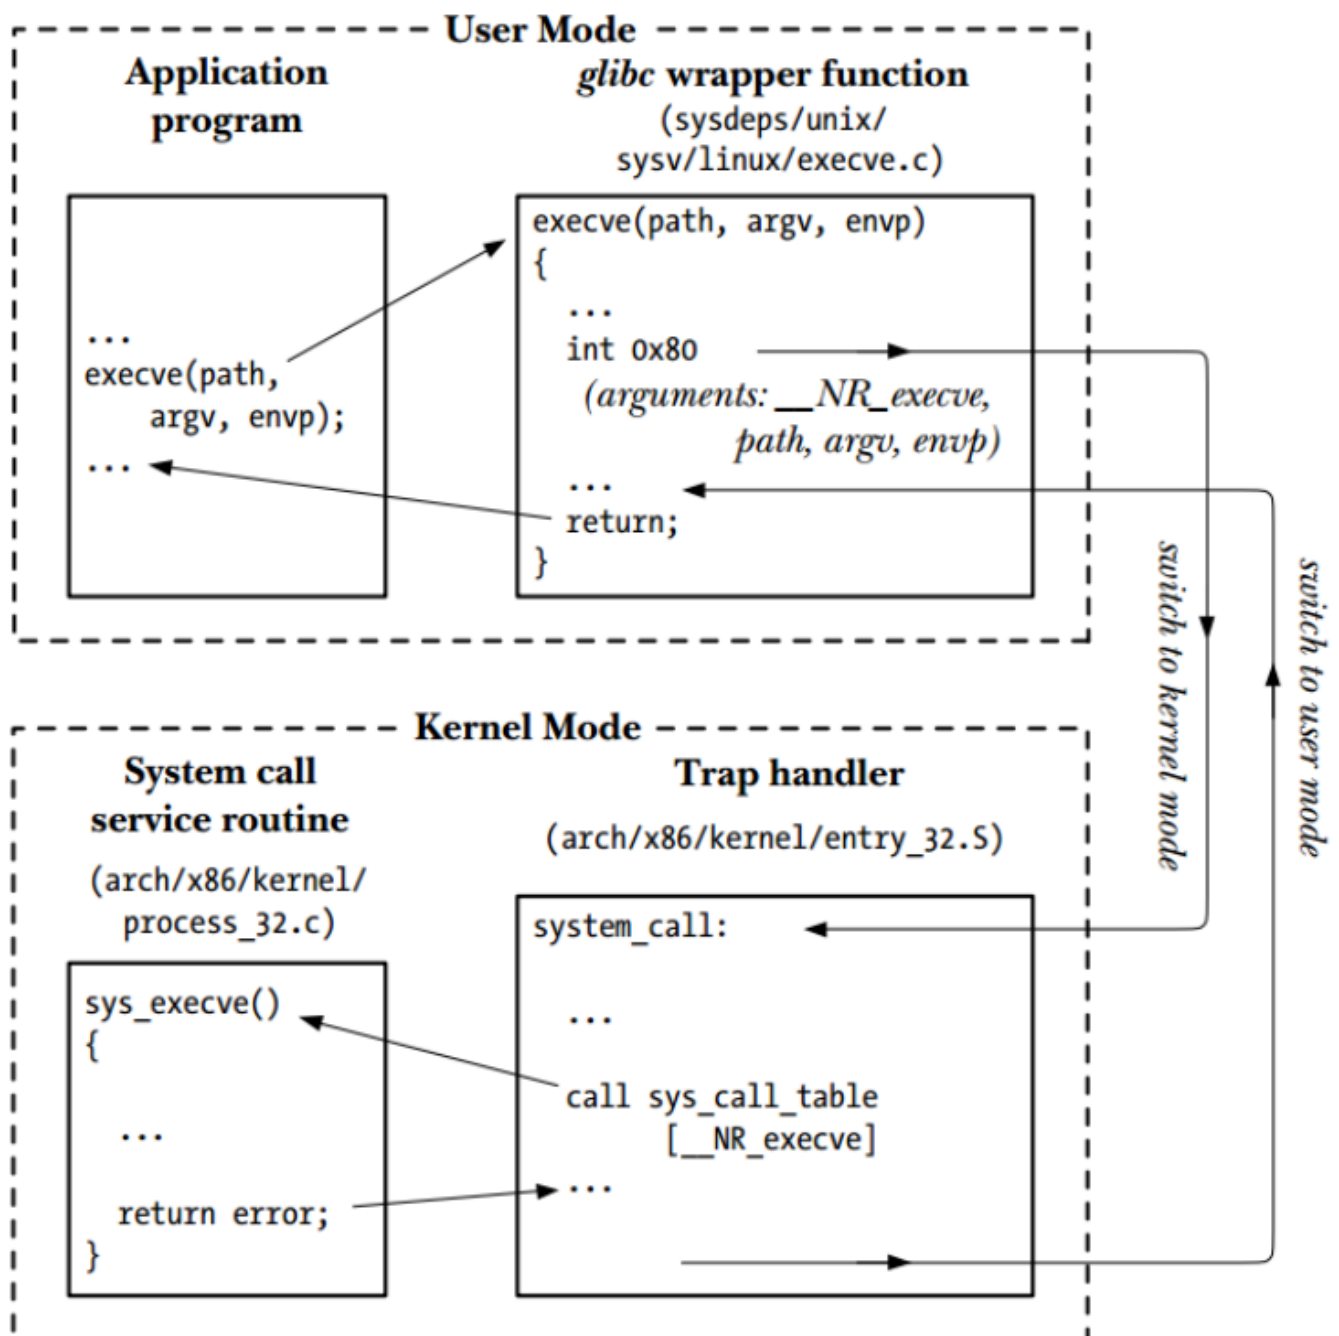 User Mode
Application
program
glibc wrapper function
(sysdeps/unix/
sysv/linux/execve.c)
...
execve(path,
argv, envp);
...
execve(path, argv, envp)
{
...
int 0x80
(arguments: __NR_execve,
path, argv, envp)
...
return;
}
switch to kernel mode
switch to user mode
Kernel Mode
System call
service routine
(arch/x86/kernel/
process_32.c)
Trap handler
(arch/x86/kernel/entry_32.S)
sys_execve()
{
...
return error;
}
system_call:
...
call sys_call_table
[__NR_execve]
...